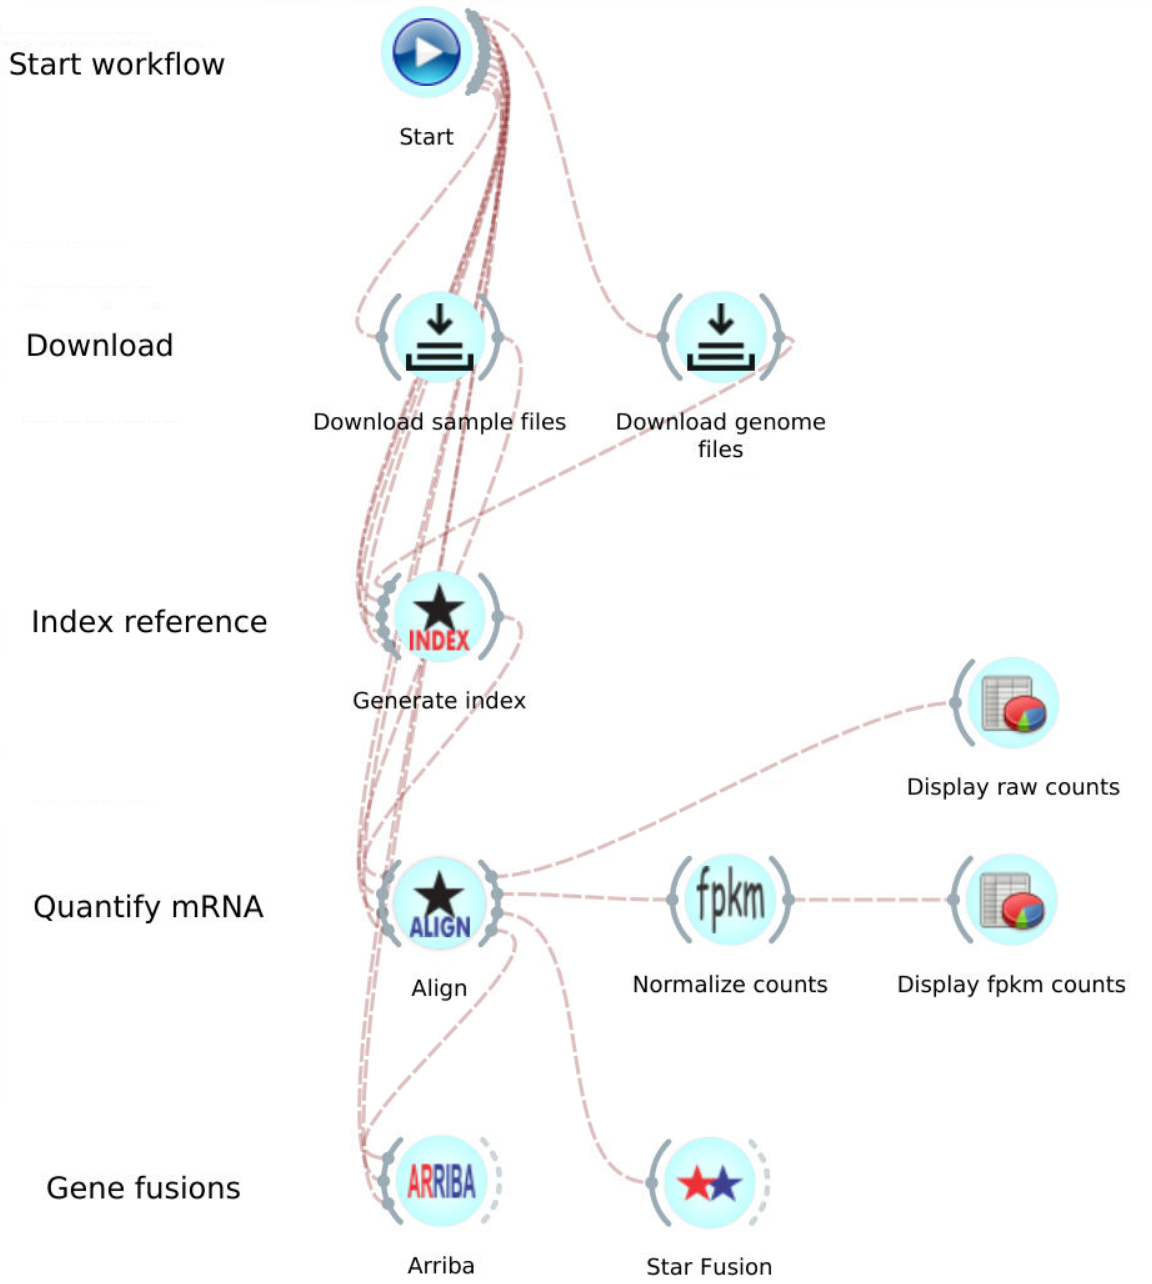 Start workflow
Start
Download
Download sample files
Download genome
files
Index reference
INDEX
Generate index
Display raw counts
Quantify mRNA
ALIGN
fpkm
Align
Normalize counts
Display fpkm counts
Gene fusions
ARRIBA
Arriba
Star Fusion